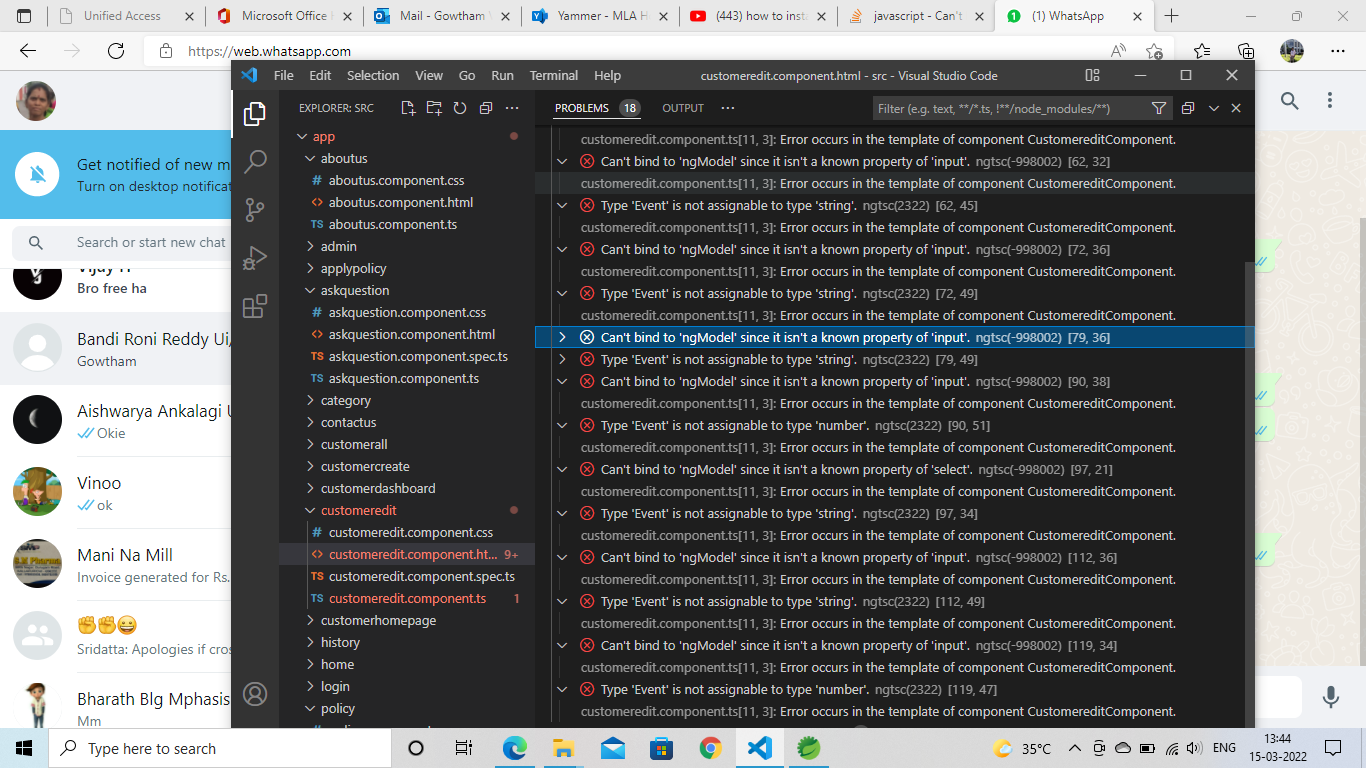 Unified Access
Microsoft Office
Mail - Gowtham
Yammer - MLA H
(443) how to inst
javascript - Can't
(1) WhatsApp
https://web.whatsapp.com
File Edit Selection View Go Run Terminal Help
customeredit.component.html - src - Visual Studio Code
EXPLORER: SRC
PROBLEMS 18 OUTPUT
Filter (e.g. text, **/*.ts, !**/node_modules/**)
Get notified of new m
Turn on desktop notificat
Search or start new chat
Bro free ha
Bandi Roni Reddy Ui/
Gowtham
Aishwarya Ankalagi U
Okie
Vinoo
ok
Mani Na Mill
Invoice generated for Rs.
✊✊😀
Sridatta: Apologies if cros
Bharath Blg Mphasis
Mm
app
aboutus
# aboutus.component.css
<> aboutus.component.html
TS aboutus.component.ts
admin
applypolicy
askquestion
# askquestion.component.css
<> askquestion.component.html
TS askquestion.component.spec.ts
TS askquestion.component.ts
category
contactus
customerall
customercreate
customerdashboard
customeredit
# customeredit.component.css
<> customeredit.component.ht... 9+
TS customeredit.component.spec.ts
TS customeredit.component.ts 1
customerhomepage
history
home
login
policy
customeredit.component.ts[11, 3]: Error occurs in the template of component CustomereditComponent.
Can't bind to 'ngModel' since it isn't a known property of 'input'. ngtsc(-998002) [62, 32]
customeredit.component.ts[11, 3]: Error occurs in the template of component CustomereditComponent.
Type 'Event' is not assignable to type 'string'. ngtsc(2322) [62, 45]
customeredit.component.ts[11, 3]: Error occurs in the template of component CustomereditComponent.
Can't bind to 'ngModel' since it isn't a known property of 'input'. ngtsc(-998002) [72, 36]
customeredit.component.ts[11, 3]: Error occurs in the template of component CustomereditComponent.
Type 'Event' is not assignable to type 'string'. ngtsc(2322) [72, 49]
customeredit.component.ts[11, 3]: Error occurs in the template of component CustomereditComponent.
Can't bind to 'ngModel' since it isn't a known property of 'input'. ngtsc(-998002) [79, 36]
Type 'Event' is not assignable to type 'string'. ngtsc(2322) [79, 49]
Can't bind to 'ngModel' since it isn't a known property of 'input'. ngtsc(-998002) [90, 38]
customeredit.component.ts[11, 3]: Error occurs in the template of component CustomereditComponent.
Type 'Event' is not assignable to type 'number'. ngtsc(2322) [90, 51]
customeredit.component.ts[11, 3]: Error occurs in the template of component CustomereditComponent.
Can't bind to 'ngModel' since it isn't a known property of 'select'. ngtsc(-998002) [97, 21]
customeredit.component.ts[11, 3]: Error occurs in the template of component CustomereditComponent.
Type 'Event' is not assignable to type 'string'. ngtsc(2322) [97, 34]
customeredit.component.ts[11, 3]: Error occurs in the template of component CustomereditComponent.
Can't bind to 'ngModel' since it isn't a known property of 'input'. ngtsc(-998002) [112, 36]
customeredit.component.ts[11, 3]: Error occurs in the template of component CustomereditComponent.
Type 'Event' is not assignable to type 'string'. ngtsc(2322) [112, 49]
customeredit.component.ts[11, 3]: Error occurs in the template of component CustomereditComponent.
Can't bind to 'ngModel' since it isn't a known property of 'input'. ngtsc(-998002) [119, 34]
customeredit.component.ts[11, 3]: Error occurs in the template of component CustomereditComponent.
Type 'Event' is not assignable to type 'number'. ngtsc(2322) [119, 47]
customeredit.component.ts[11, 3]: Error occurs in the template of component CustomereditComponent.
Type here to search
35°C
ENG
13:44
15-03-2022